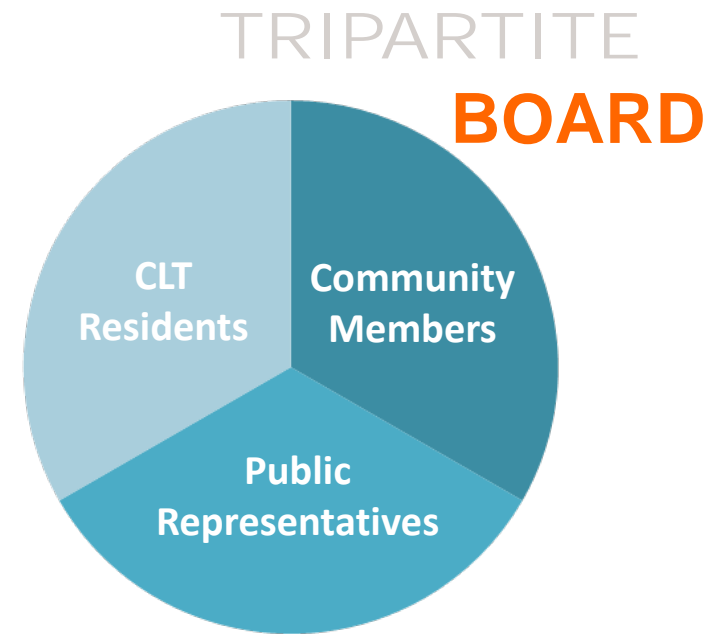 TRIPARTITE
BOARD
CLT
Residents
Community
Members
Public
Representatives